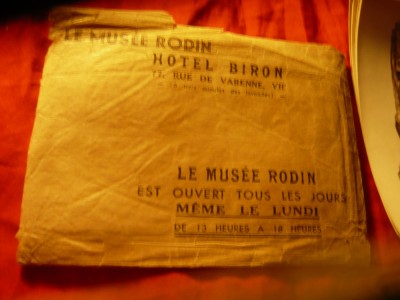 LE MUSÉE RODIN
HOTEL BIRON
77, RUE DE VARENNE, VIIe
LE MUSÉE RODIN
EST OUVERT TOUS LES JOURS
MÊME LE LUNDI
DE 13 HEURES A 18 HEURES